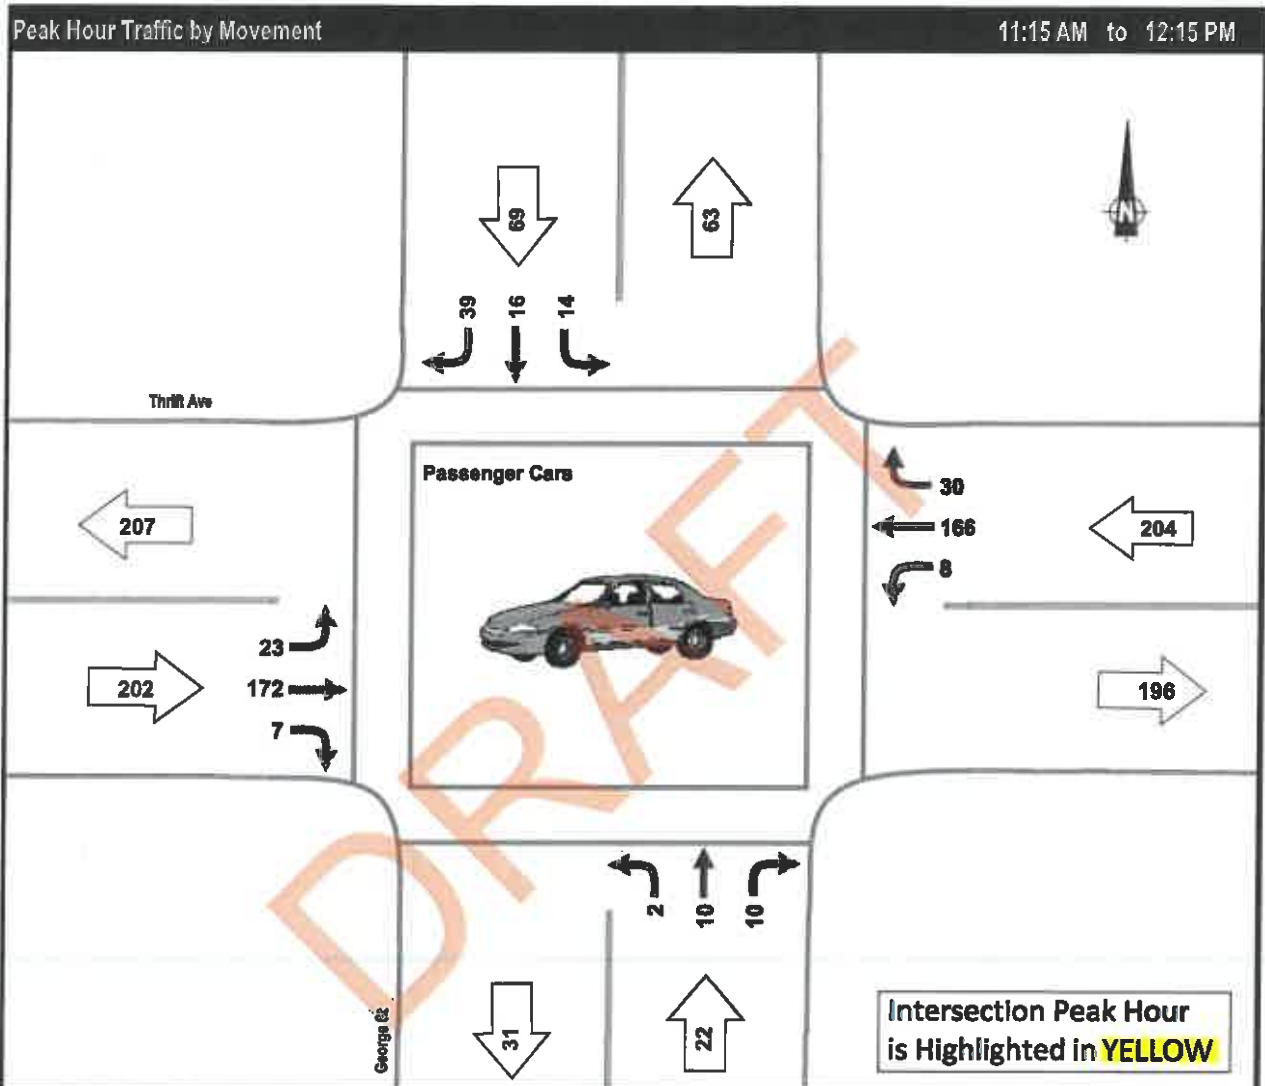 Peak Hour Traffic by Movement 11:15 AM to 12:15 PM
69
63
N
39 16 14
Thrift Ave
Passenger Cars
30
207
166
204
8
23
202
172
196
7
DRAFT
2 10 10
George St
31
22
Intersection Peak Hour
is Highlighted in YELLOW